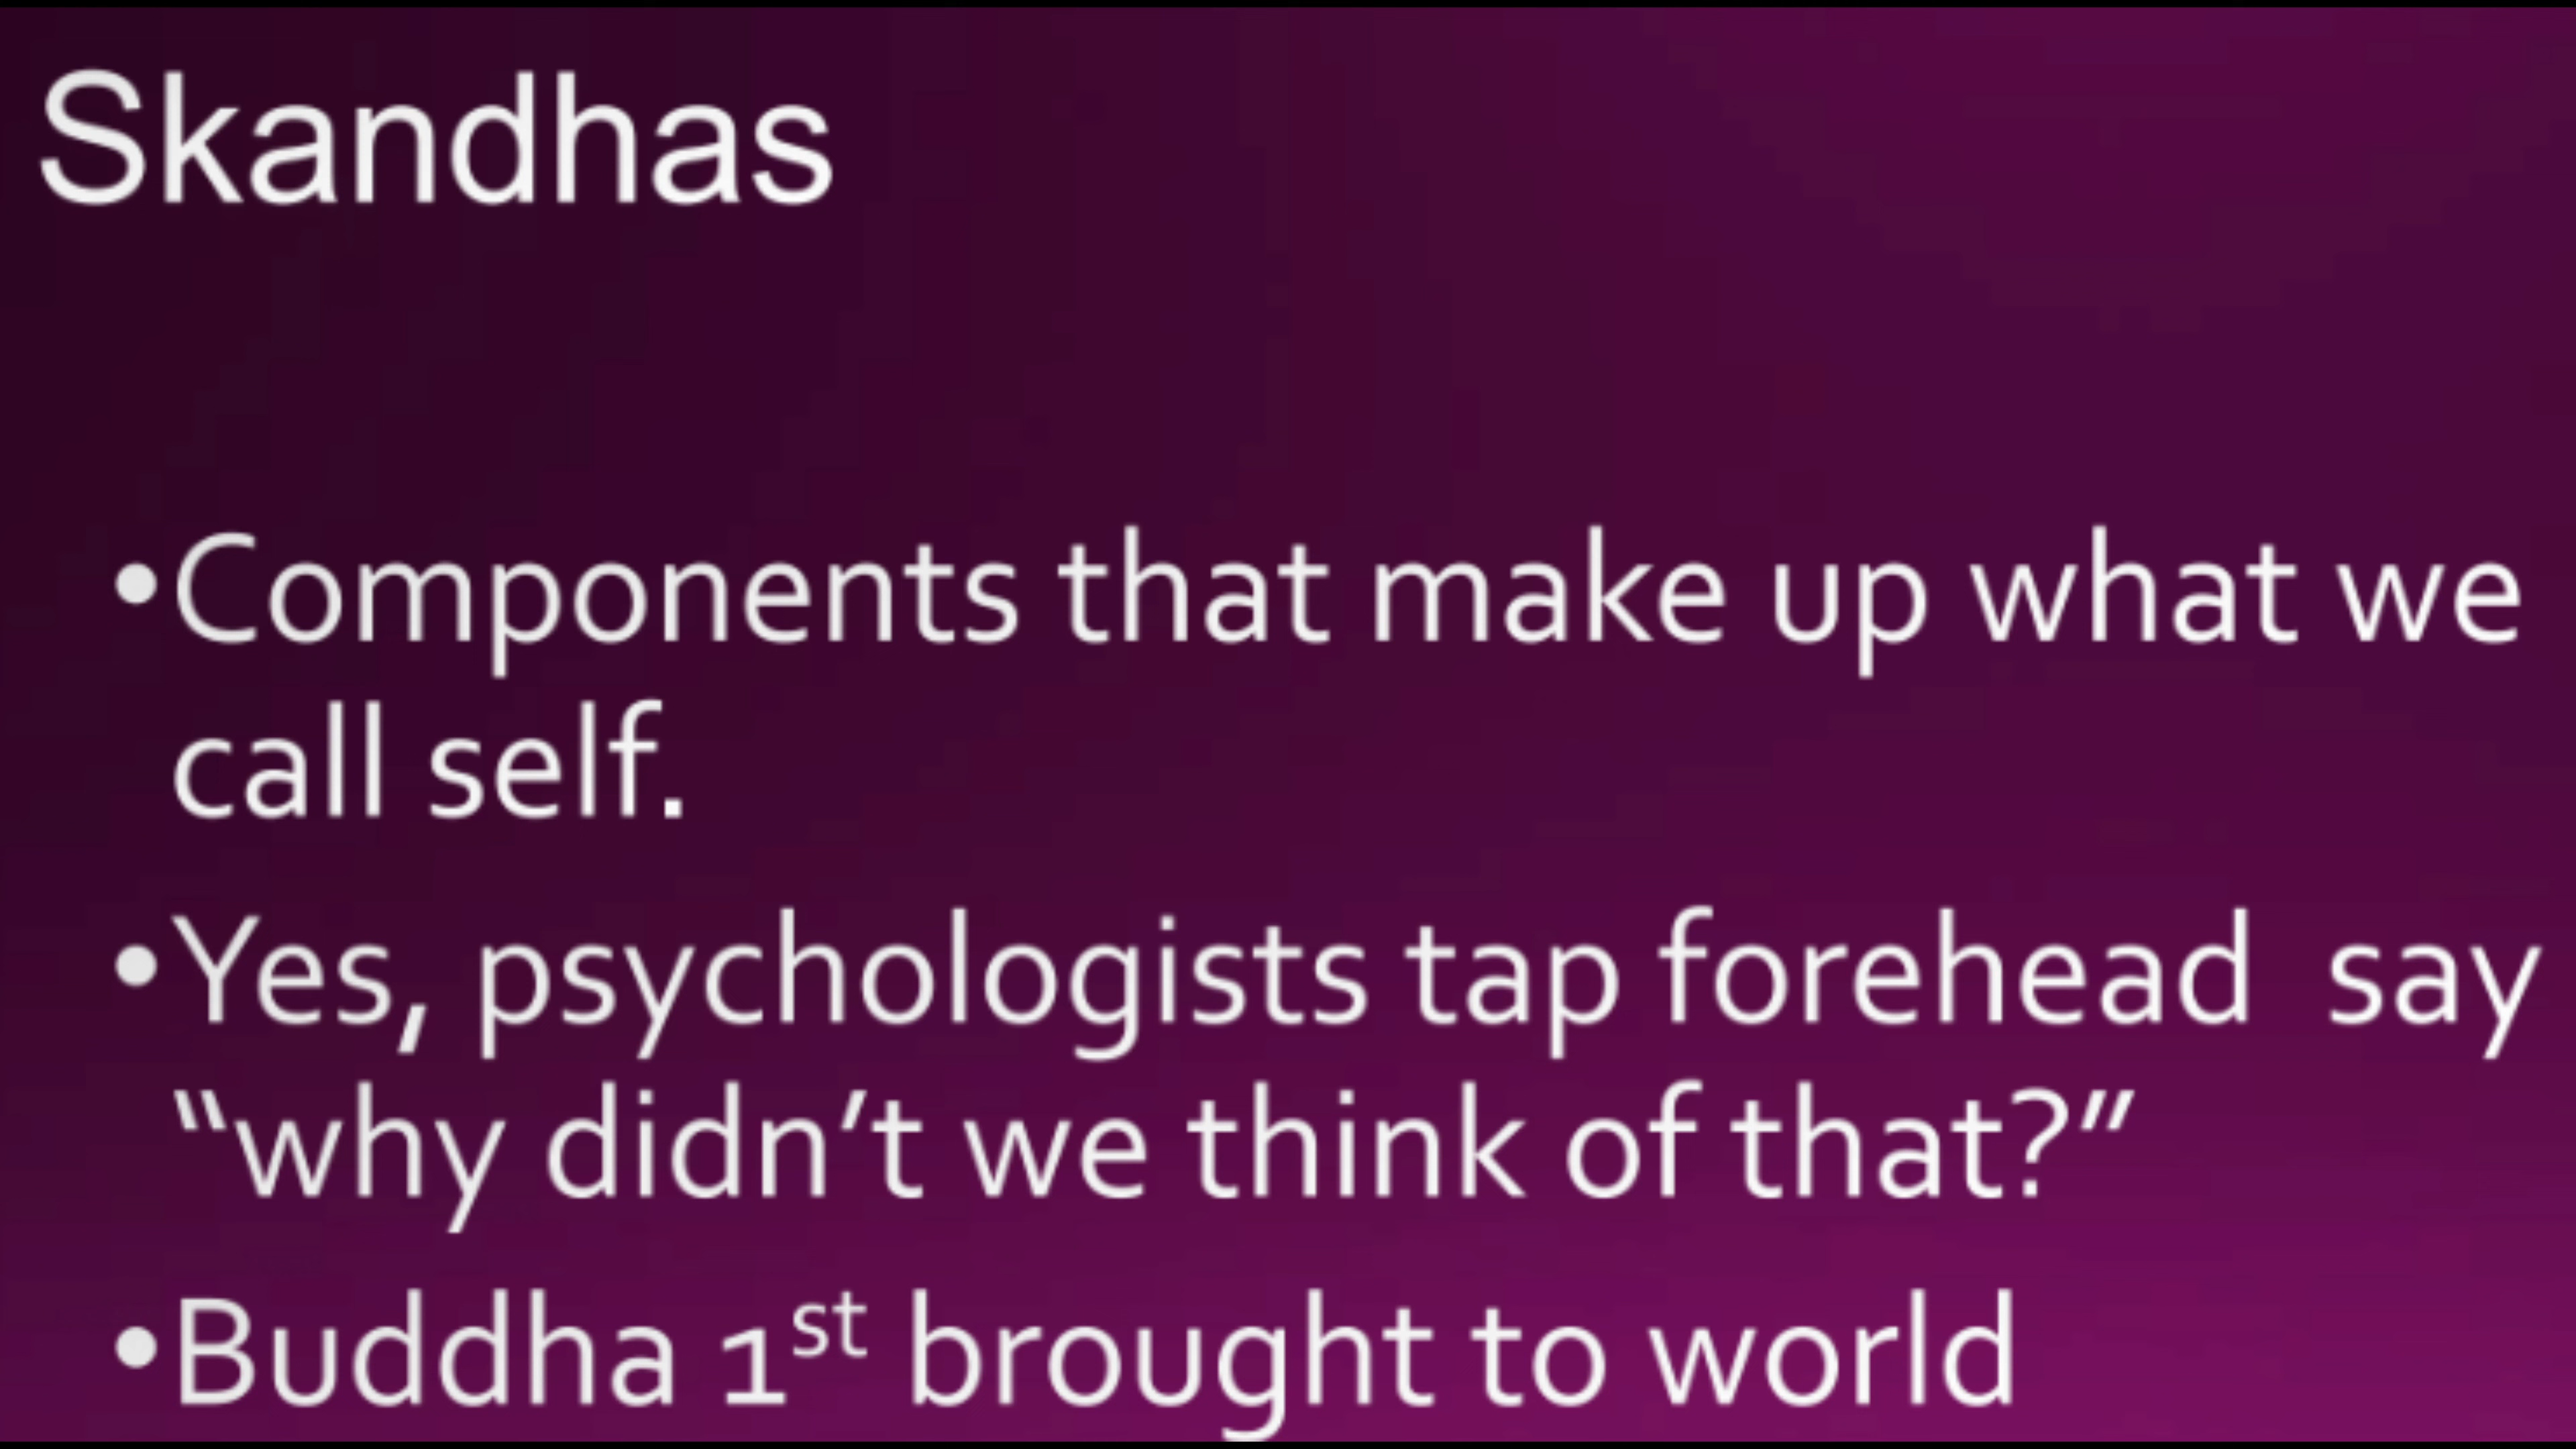 Skandhas
•Components that make up what we
call self.
•Yes, psychologists tap forehead  say
“why didn’t we think of that?”
•Buddha 1st brought to world